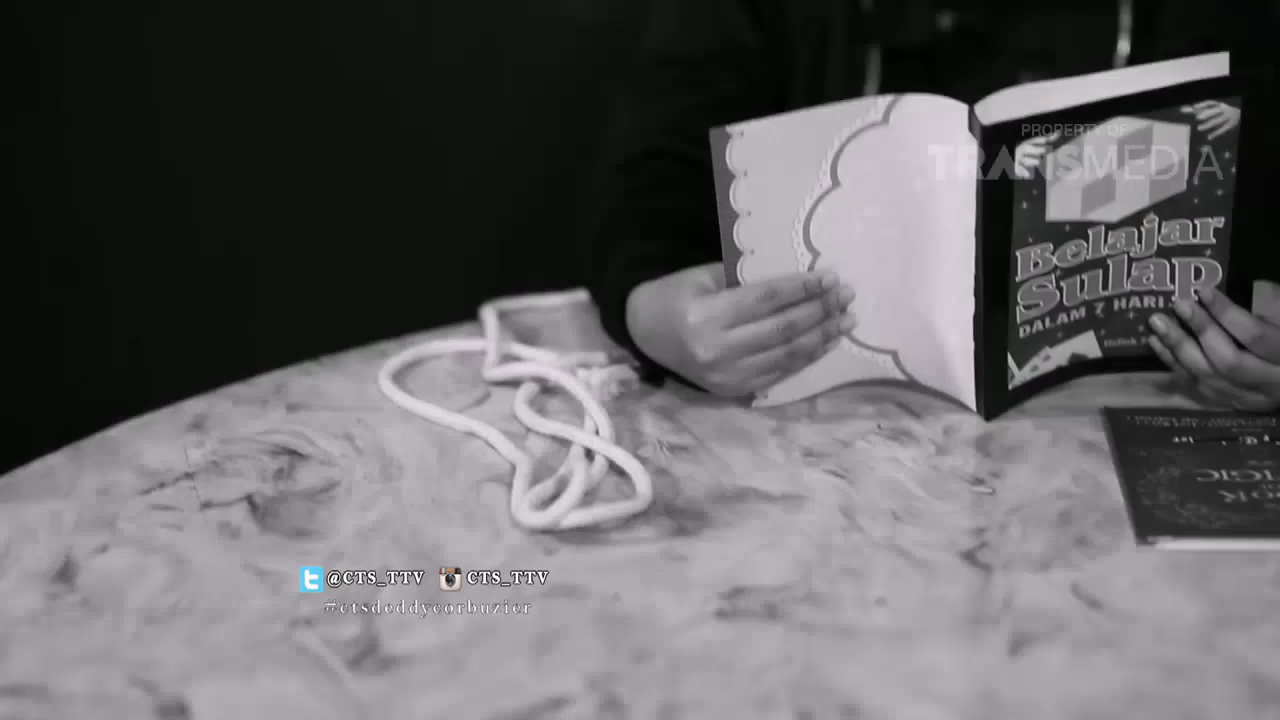 PROPERTY OF
TRANSMEDIA
Belajar
Sulap
DALAM 7 HARI
@CTS_TTV CTS_TTV
#ctsdeddycorbuzier